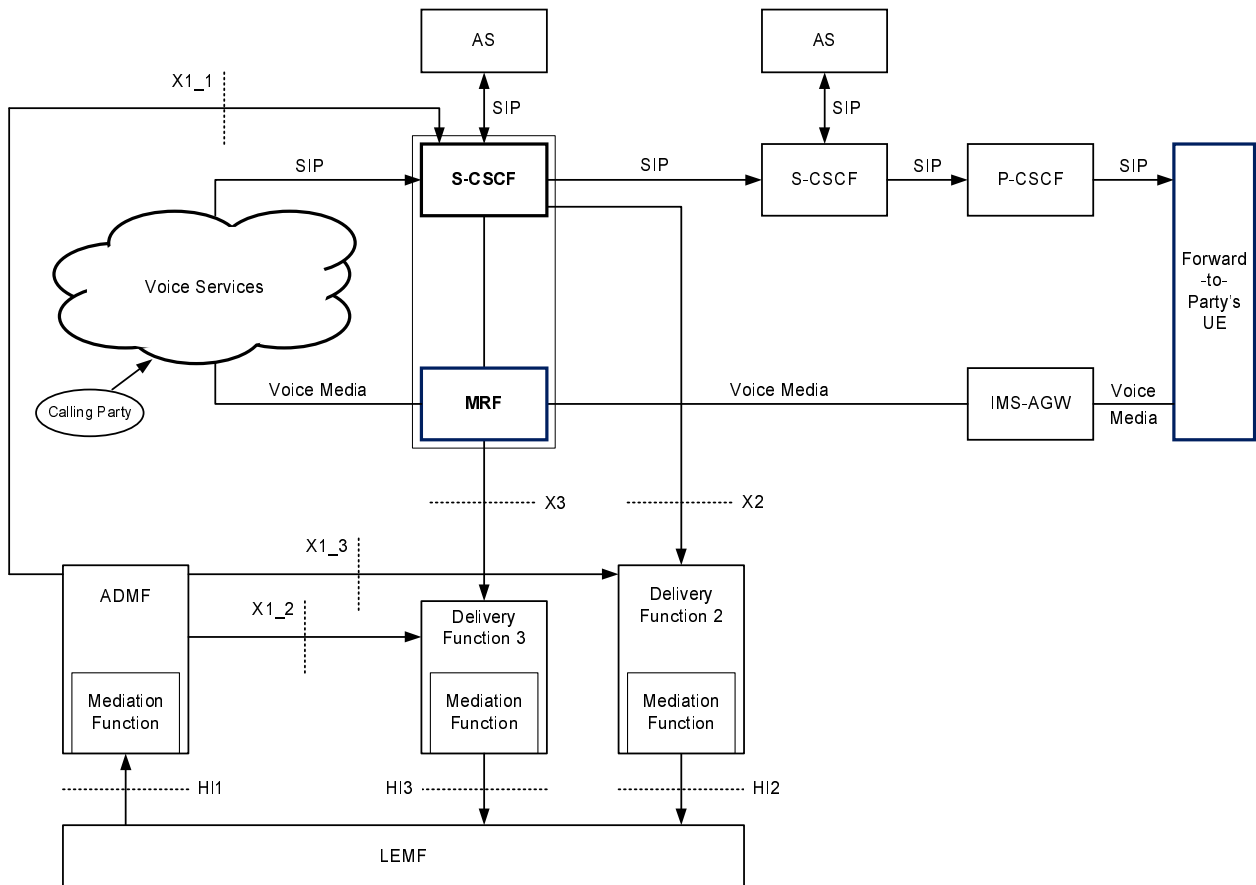 AS
AS
X1_1
SIP
SIP
SIP
S-CSCF
SIP
S-CSCF
SIP
P-CSCF
SIP
Voice Services
Forward
-to-
Party's
UE
Calling Party
Voice Media
MRF
Voice Media
IMS-AGW
Voice
Media
X3
X2
X1_3
ADMF
X1_2
Delivery
Function 3
Delivery
Function 2
Mediation
Function
Mediation
Function
Mediation
Function
HI1
HI3
HI2
LEMF